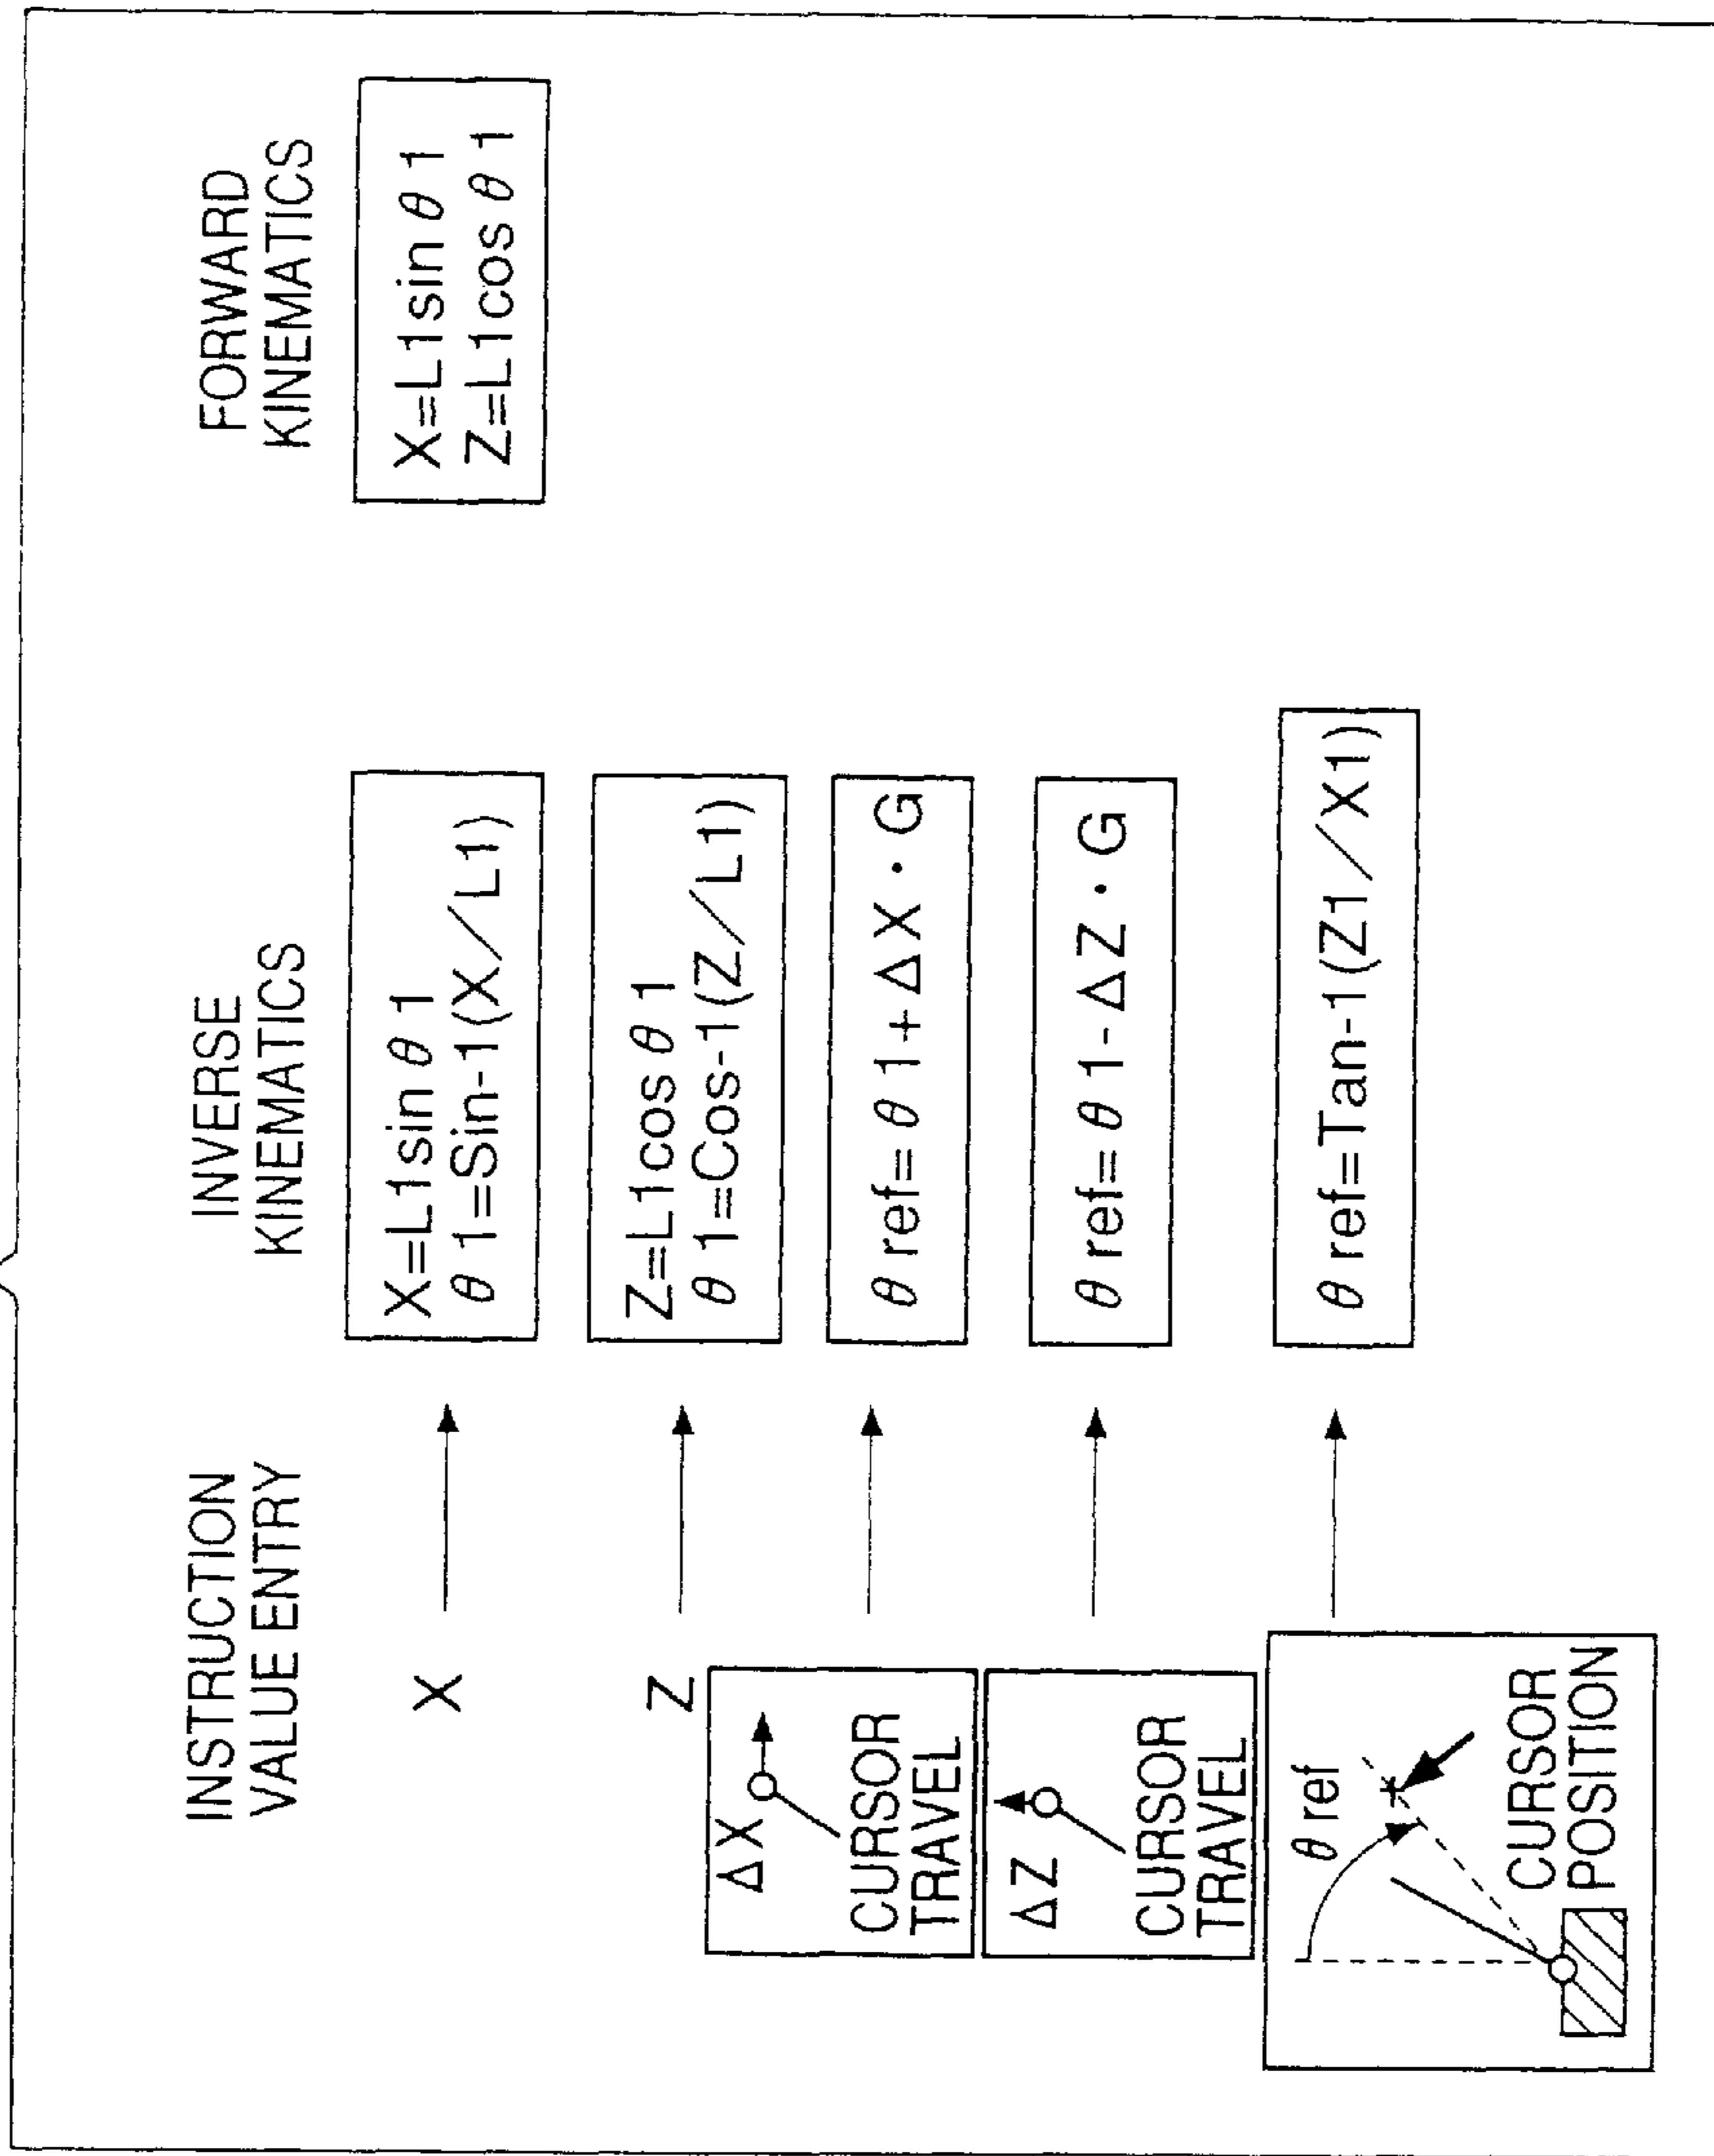 INSTRUCTION
VALUE ENTRY
INVERSE
KINEMATICS
FORWARD
KINEMATICS
X
X=L1sin θ 1
θ 1=Sin-1(X/L1)
X=L1sin θ 1
Z=L1cos θ 1
Z
Z=L1cos θ 1
θ 1=Cos-1(Z/L1)
ΔX
CURSOR
TRAVEL
θ ref= θ 1+ ΔX · G
ΔZ
CURSOR
TRAVEL
θ ref= θ 1- ΔZ · G
θ ref
CURSOR
POSITION
θ ref=Tan-1(Z1/X1)